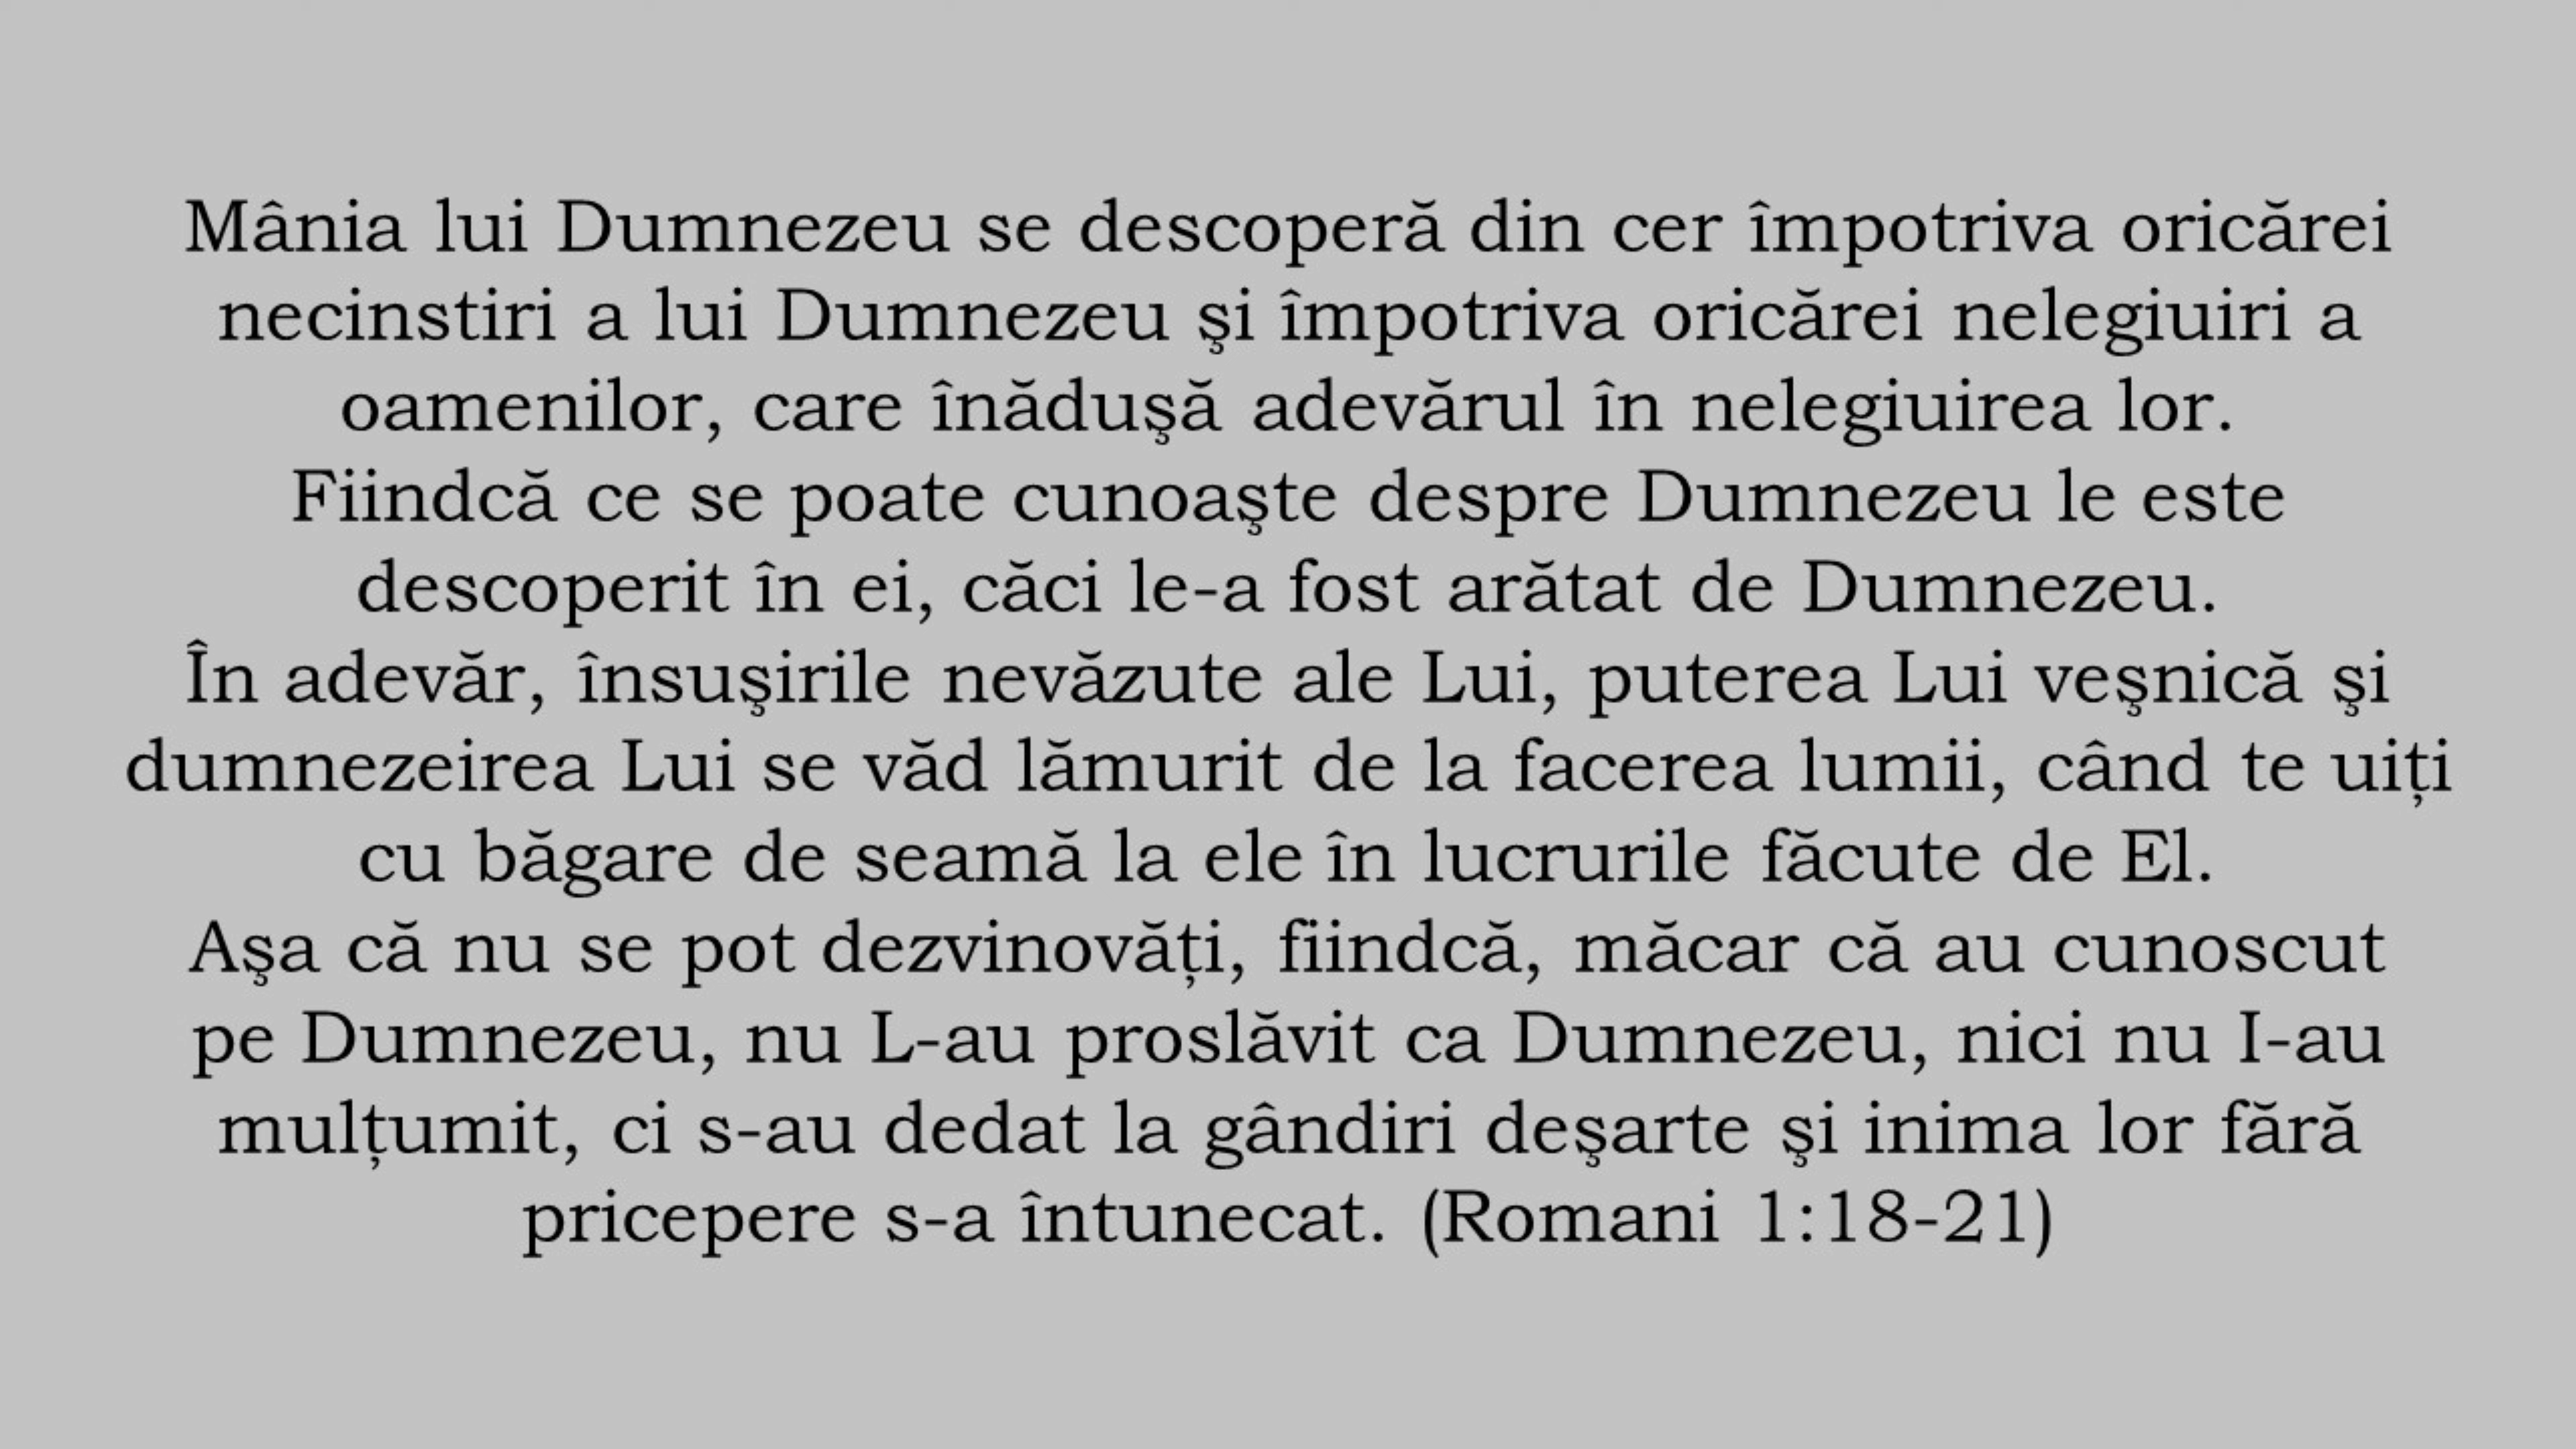 Mânia lui Dumnezeu se descoperă din cer împotriva oricărei
necinstiri a lui Dumnezeu şi împotriva oricărei nelegiuiri a
oamenilor, care înăduşă adevărul în nelegiuirea lor.
Fiindcă ce se poate cunoaşte despre Dumnezeu le este
descoperit în ei, căci le-a fost arătat de Dumnezeu.
În adevăr, însuşirile nevăzute ale Lui, puterea Lui veşnică şi
dumnezeirea Lui se văd lămurit de la facerea lumii, când te uiți
cu băgare de seamă la ele în lucrurile făcute de El.
Aşa că nu se pot dezvinovăți, fiindcă, măcar că au cunoscut
pe Dumnezeu, nu L-au proslăvit ca Dumnezeu, nici nu I-au
mulțumit, ci s-au dedat la gândiri deşarte şi inima lor fără
pricepere s-a întunecat. (Romani 1:18-21)